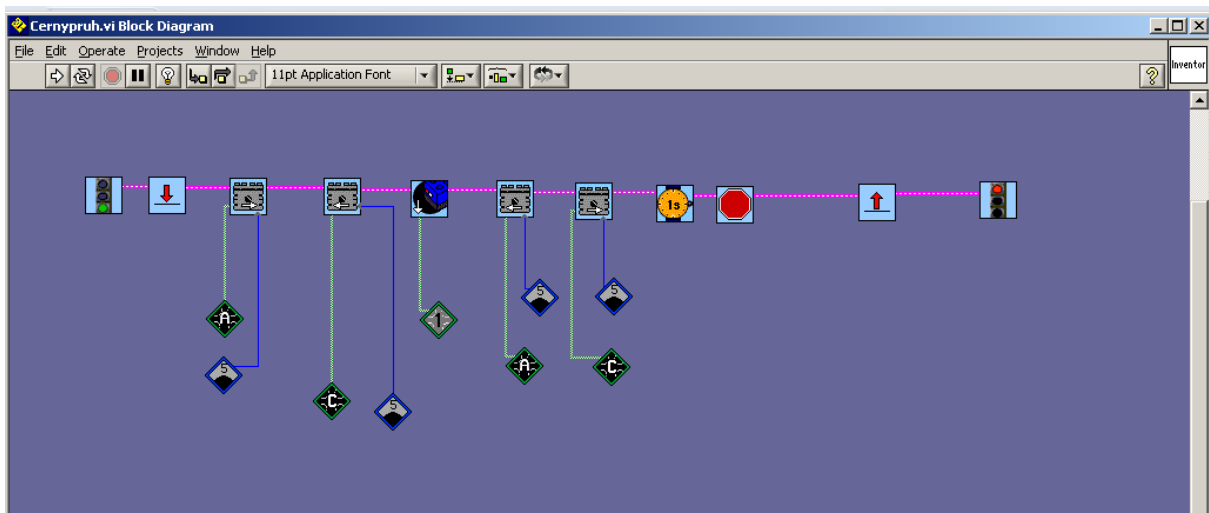 Cernypruh.vi Block Diagram
File Edit Operate Projects Window Help
11pt Application Font
?
Inventor
1s
5 5
A 1
5 A C
C 5